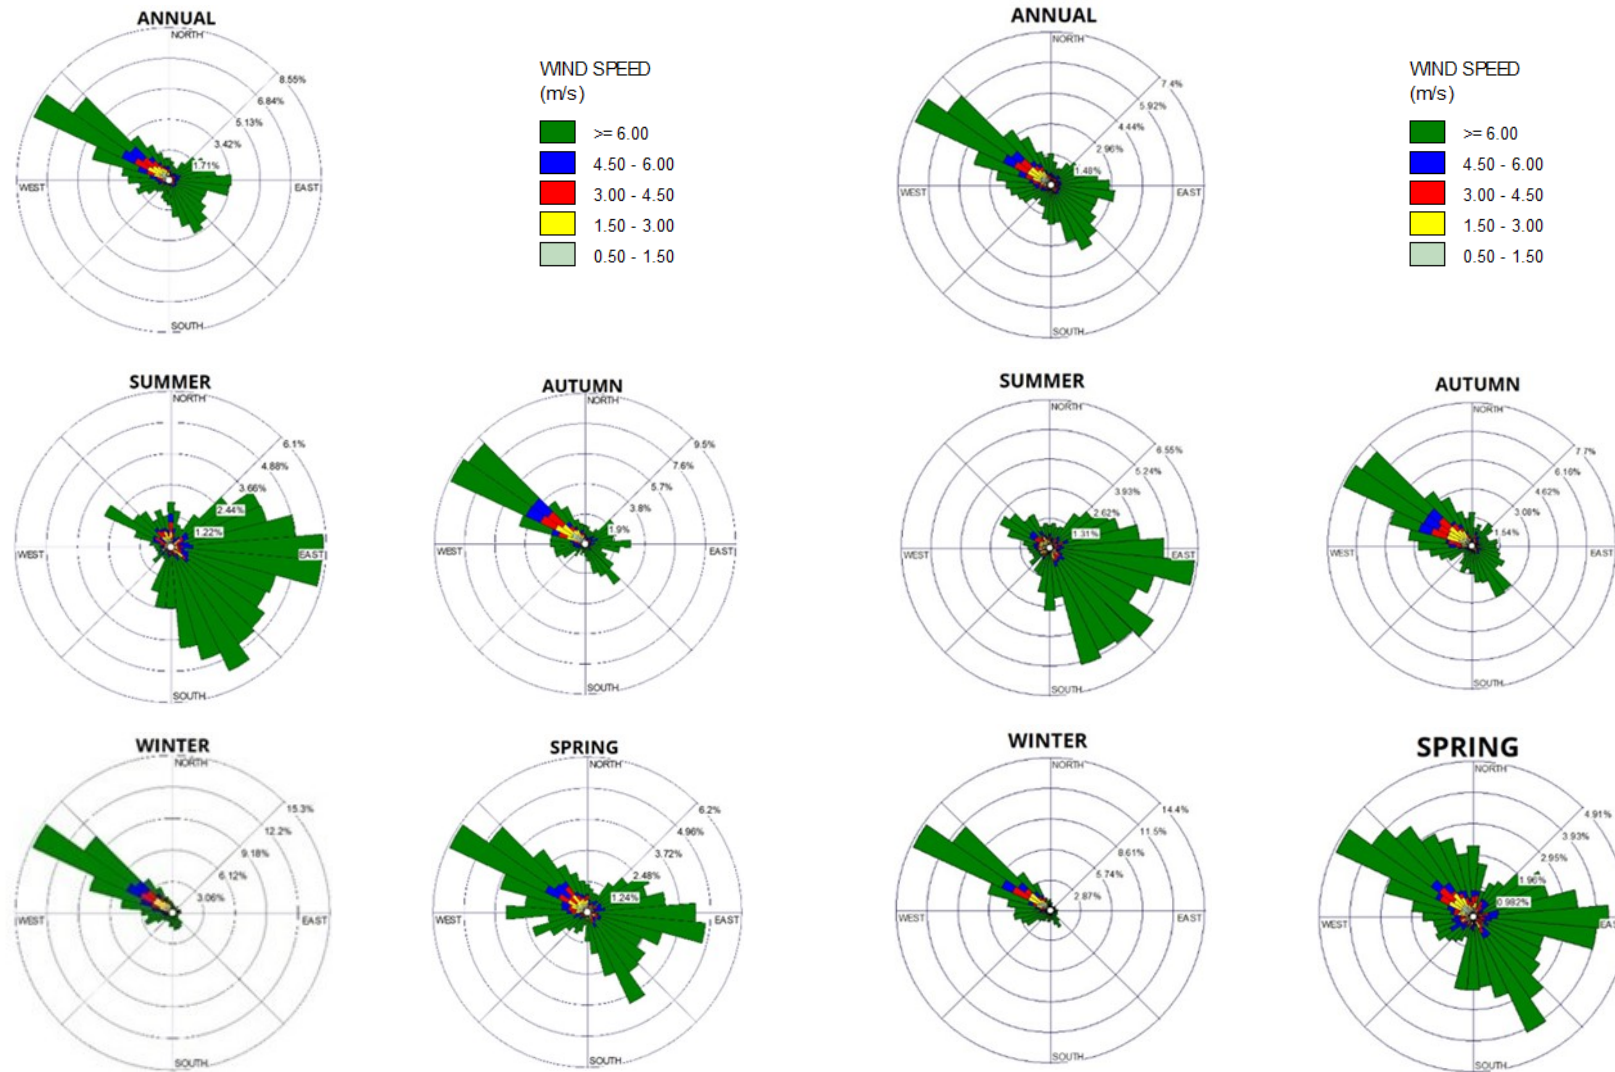 ANNUAL
NORTH
8.55%
6.84%
5.13%
3.42%
1.71%
WEST
EAST
SOUTH
WIND SPEED
(m/s)
>= 6.00
4.50 - 6.00
3.00 - 4.50
1.50 - 3.00
0.50 - 1.50
ANNUAL
NORTH
7.4%
5.92%
4.44%
2.96%
1.48%
WEST
EAST
SOUTH
WIND SPEED
(m/s)
>= 6.00
4.50 - 6.00
3.00 - 4.50
1.50 - 3.00
0.50 - 1.50
SUMMER
NORTH
6.1%
4.88%
3.66%
2.44%
1.22%
WEST
EAST
SOUTH
AUTUMN
NORTH
9.5%
7.6%
5.7%
3.8%
1.9%
WEST
EAST
SOUTH
SUMMER
NORTH
6.55%
5.24%
3.93%
2.62%
1.31%
WEST
EAST
SOUTH
AUTUMN
NORTH
7.7%
6.16%
4.62%
3.08%
1.54%
WEST
EAST
SOUTH
WINTER
NORTH
15.3%
12.2%
9.18%
6.12%
3.06%
WEST
EAST
SOUTH
SPRING
NORTH
6.2%
4.96%
3.72%
2.48%
1.24%
WEST
EAST
SOUTH
WINTER
NORTH
14.4%
11.5%
8.61%
5.74%
2.87%
WEST
EAST
SOUTH
SPRING
NORTH
4.91%
3.93%
2.95%
1.96%
0.982%
WEST
EAS
SOUTH